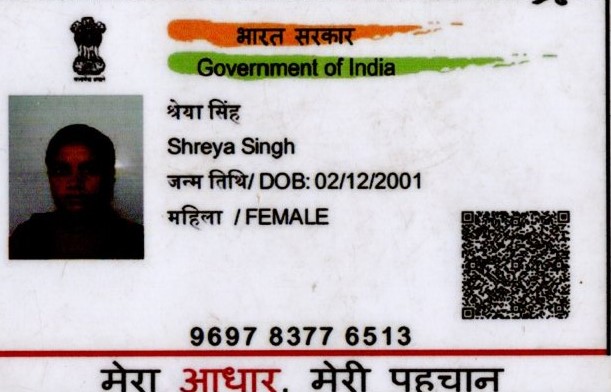 भारत सरकार
Government of India
श्रेया सिंह
Shreya Singh
जन्म तिथि/ DOB: 02/12/2001
महिला / FEMALE
9697 8377 6513
मेरा आधार, मेरी पहचान